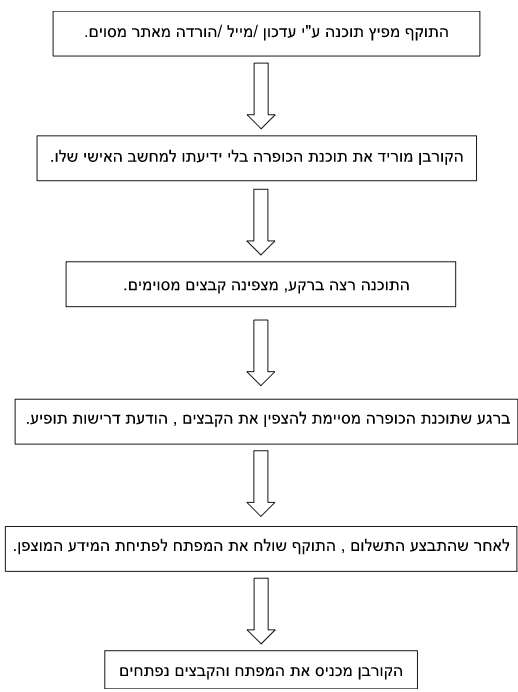 התוקף מפיץ תוכנה ע"י עדכון /מייל /הורדה מאתר מסוים.
הקורבן מוריד את תוכנת הכופרה בלי ידיעתו למחשב האישי שלו.
התוכנה רצה ברקע, מצפינה קבצים מסוימים.
ברגע שתוכנת הכופרה מסיימת להצפין את הקבצים , הודעת דרישות תופיע.
לאחר שהתבצע התשלום , התוקף שולח את המפתח לפתיחת המידע המוצפן.
הקורבן מכניס את המפתח והקבצים נפתחים